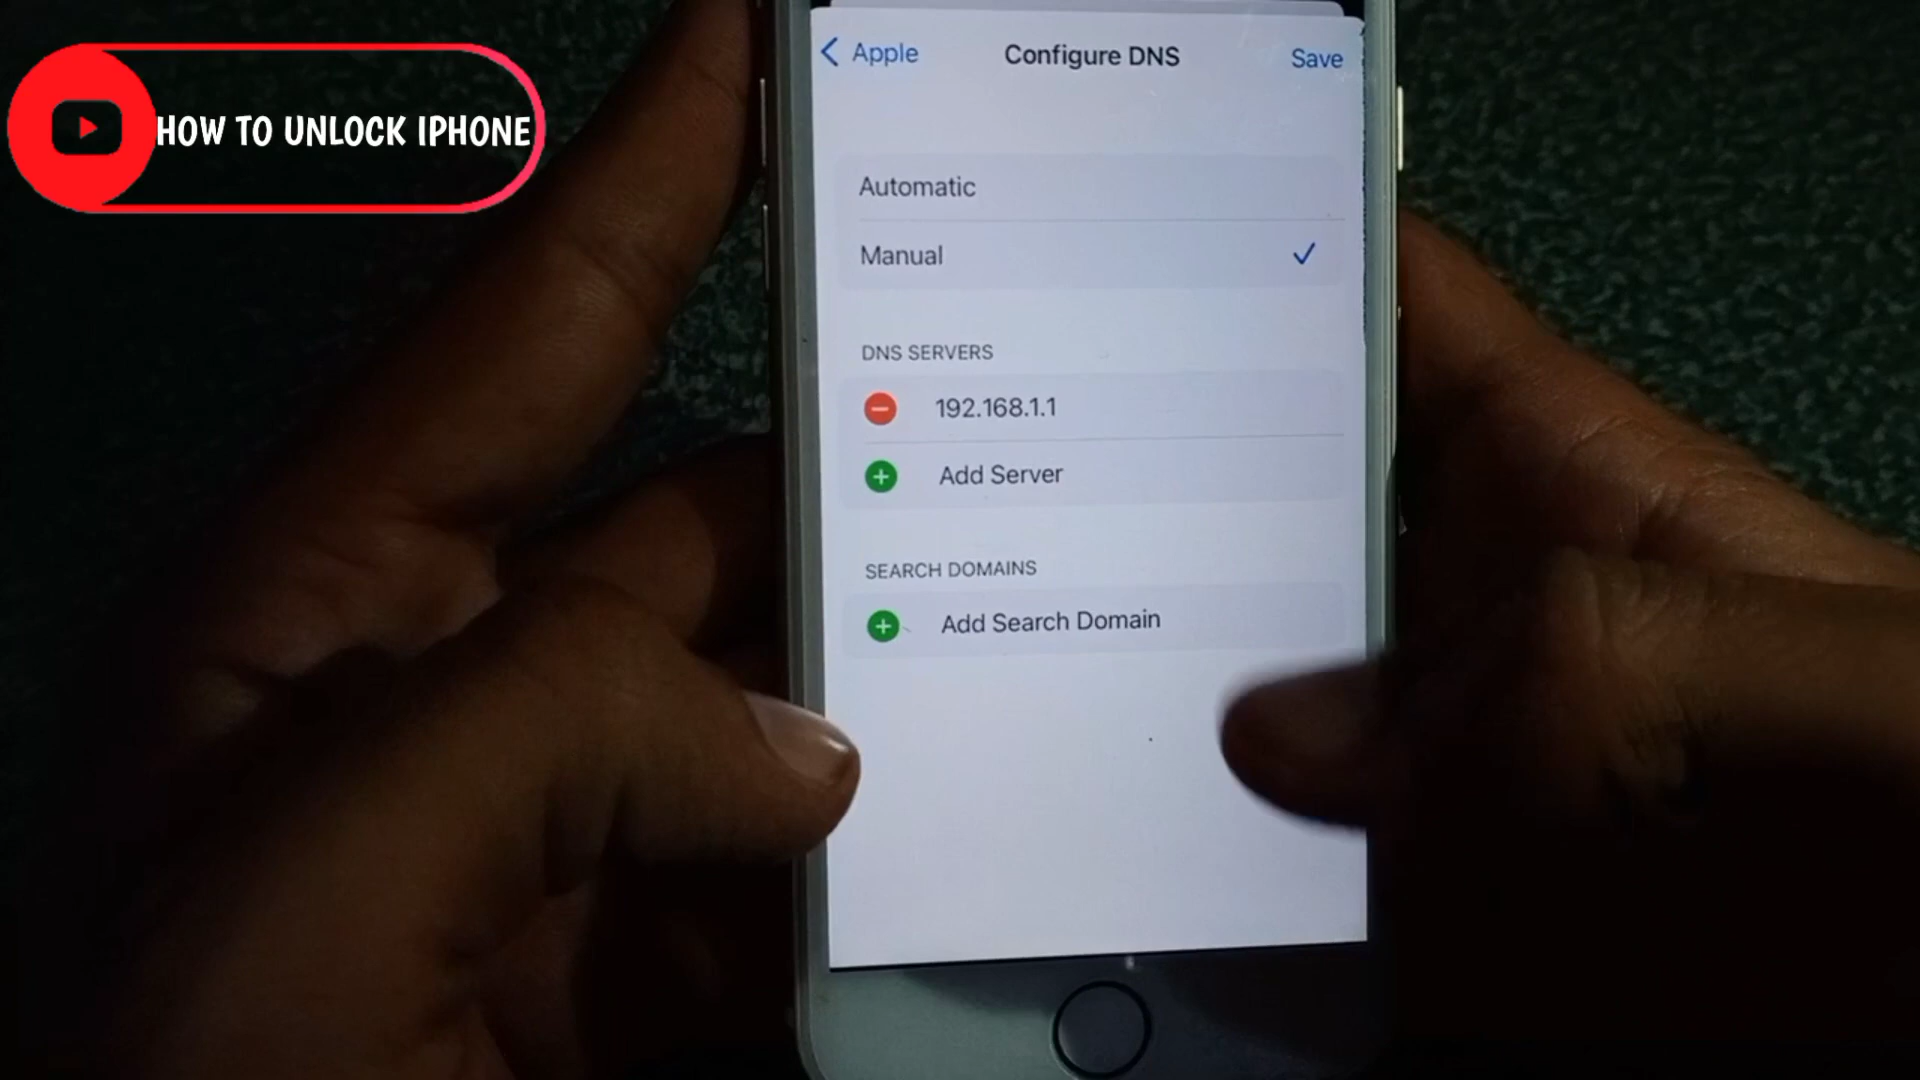 HOW TO UNLOCK IPHONE
Apple
Configure DNS
Save
Automatic
Manual
DNS SERVERS
192.168.1.1
Add Server
SEARCH DOMAINS
Add Search Domain